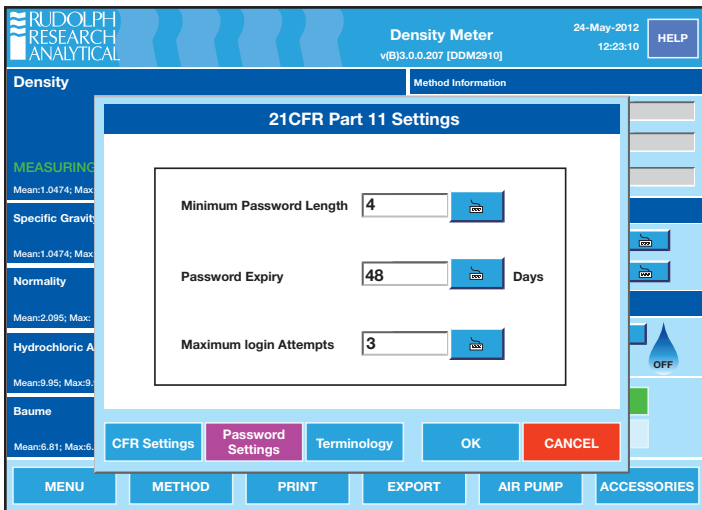 RUDOLPH
RESEARCH
ANALYTICAL
Density Meter
v(B)3.0.0.207 [DDM2910]
24-May-2012
12:23:10
HELP
Density
Method Information
MEASURING
Mean:1.0474; Max
Specific Gravity
Mean:1.0474; Max
Normality
Mean:2.095; Max:
Hydrochloric A
Mean:9.95; Max:9.
Baume
Mean:6.81; Max:6.
21CFR Part 11 Settings
Minimum Password Length 4
Password Expiry 48 Days
Maximum login Attempts 3
CFR Settings
Password Settings
Terminology
OK
CANCEL
OFF
MENU
METHOD
PRINT
EXPORT
AIR PUMP
ACCESSORIES